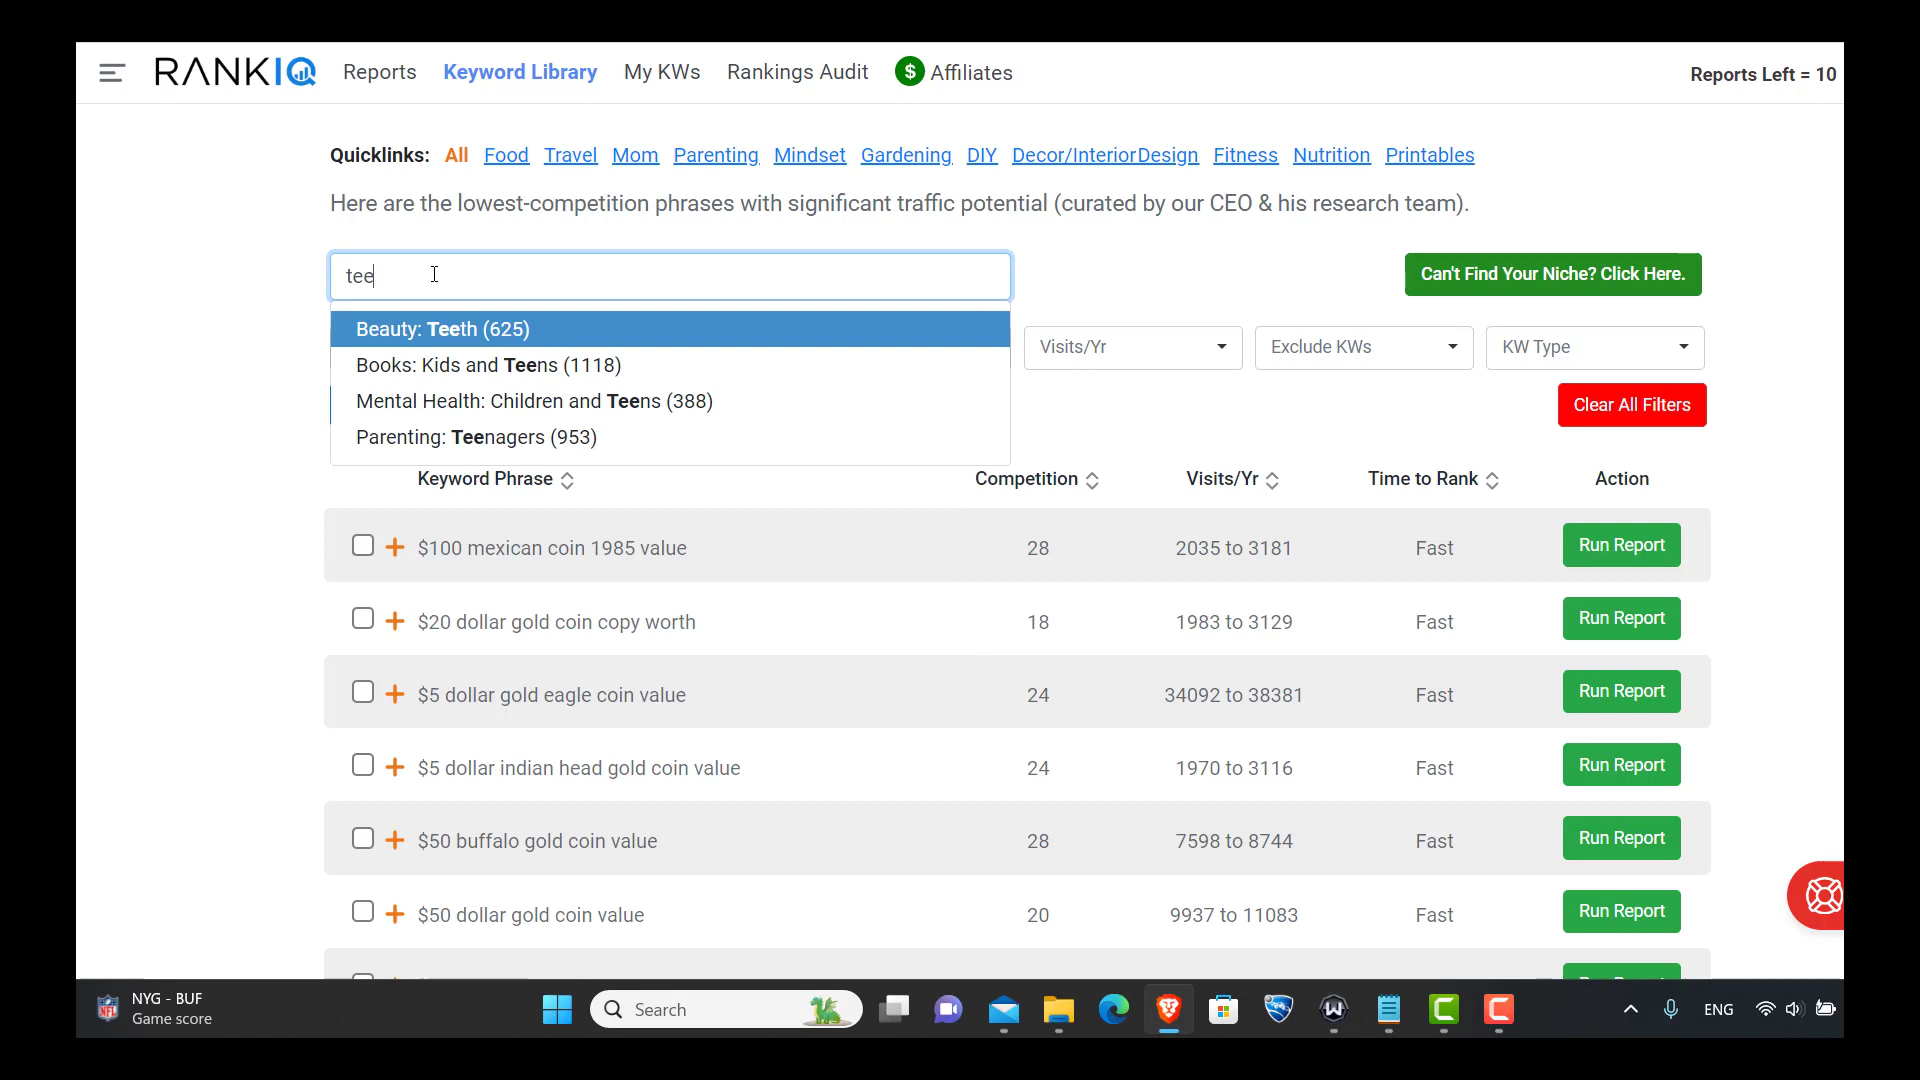 RANKIQ Reports Keyword Library My KWs Rankings Audit $ Affiliates Reports Left = 10
Quicklinks: All Food Travel Mom Parenting Mindset Gardening DIY Decor/InteriorDesign Fitness Nutrition Printables
Here are the lowest-competition phrases with significant traffic potential (curated by our CEO & his research team).
tee
Can't Find Your Niche? Click Here.
Beauty: Teeth (625)
Books: Kids and Teens (1118)
Mental Health: Children and Teens (388)
Parenting: Teenagers (953)
Visits/Yr Exclude KWs KW Type
Clear All Filters
Keyword Phrase Competition Visits/Yr Time to Rank Action
$100 mexican coin 1985 value 28 2035 to 3181 Fast Run Report
$20 dollar gold coin copy worth 18 1983 to 3129 Fast Run Report
$5 dollar gold eagle coin value 24 34092 to 38381 Fast Run Report
$5 dollar indian head gold coin value 24 1970 to 3116 Fast Run Report
$50 buffalo gold coin value 28 7598 to 8744 Fast Run Report
$50 dollar gold coin value 20 9937 to 11083 Fast Run Report
NYG - BUF
Game score
Search
ENG